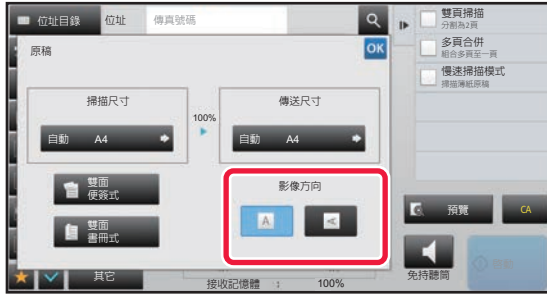 位址目錄
位址
傳真號碼
雙頁掃描
分割為2頁
多頁合併
組合多頁至一頁
慢速掃描模式
掃描薄紙原稿
原稿
OK
掃描尺寸
100%
傳送尺寸
自動 A4
自動 A4
雙面
便簽式
雙面
書冊式
影像方向
A
A
預覽
CA
免持聽筒
啟動
其它
接收記憶體 : 100%